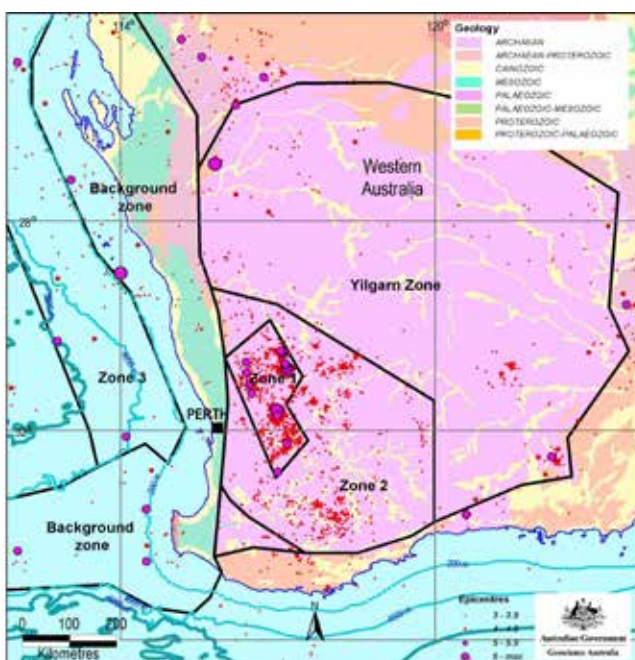 114°
120°
Geology
ARCHAEAN
ARCHAEAN-PROTEROZOIC
CAINOZOIC
MESOZOIC
PALAEOZOIC
PALAEOZOIC-MESOZOIC
PROTEROZOIC
PROTEROZOIC-PALAEOZOIC
Western
Australia
Background
zone
28°
Yilgarn Zone
Zone 3
Zone 1
PERTH
Zone 2
Background
zone
N
0 100 200
Kilometres
Epicentres
Australian Government
Geoscience Australia